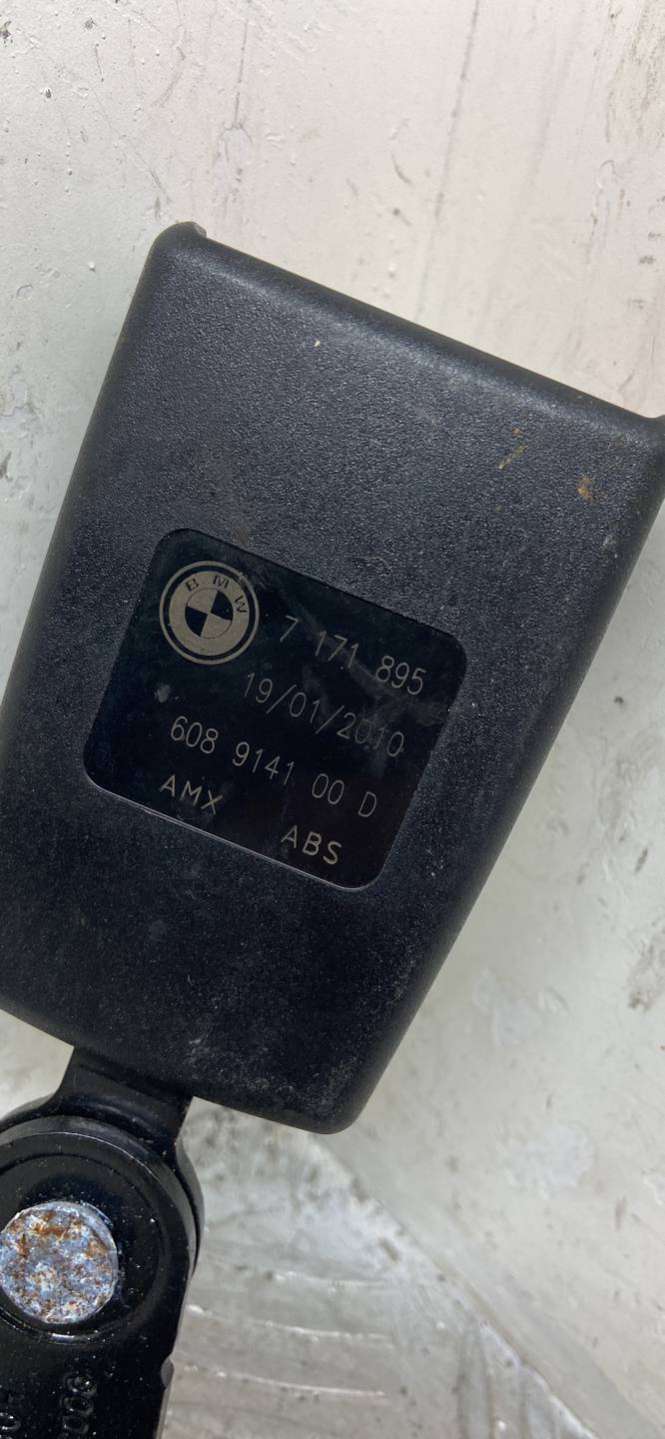 BMW
7 171 895
19/01/2010
608 9141 00 D
AMX ABS